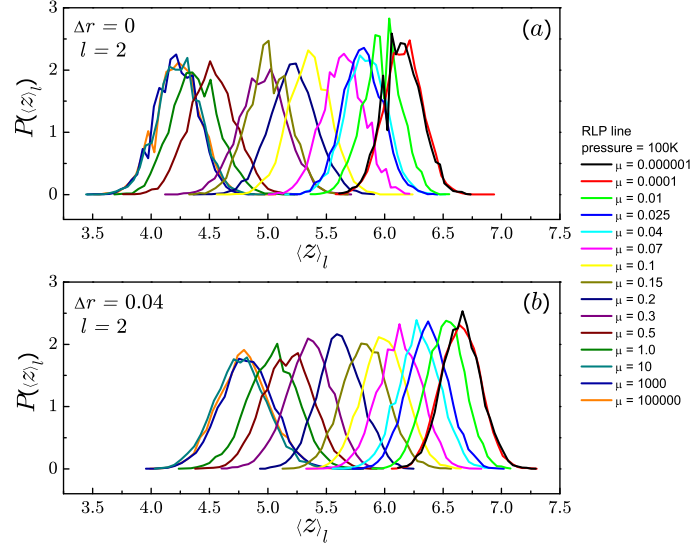 3
2
1
0
P(⟨z⟩l)
Δr = 0
l = 2
(a)
3.5 4.0 4.5 5.0 5.5 6.0 6.5 7.0 7.5
⟨z⟩l
3
2
1
0
P(⟨z⟩l)
Δr = 0.04
l = 2
(b)
3.5 4.0 4.5 5.0 5.5 6.0 6.5 7.0 7.5
⟨z⟩l
RLP line
pressure = 100K
μ = 0.000001
μ = 0.0001
μ = 0.01
μ = 0.025
μ = 0.04
μ = 0.07
μ = 0.1
μ = 0.15
μ = 0.2
μ = 0.3
μ = 0.5
μ = 1.0
μ = 10
μ = 1000
μ = 100000